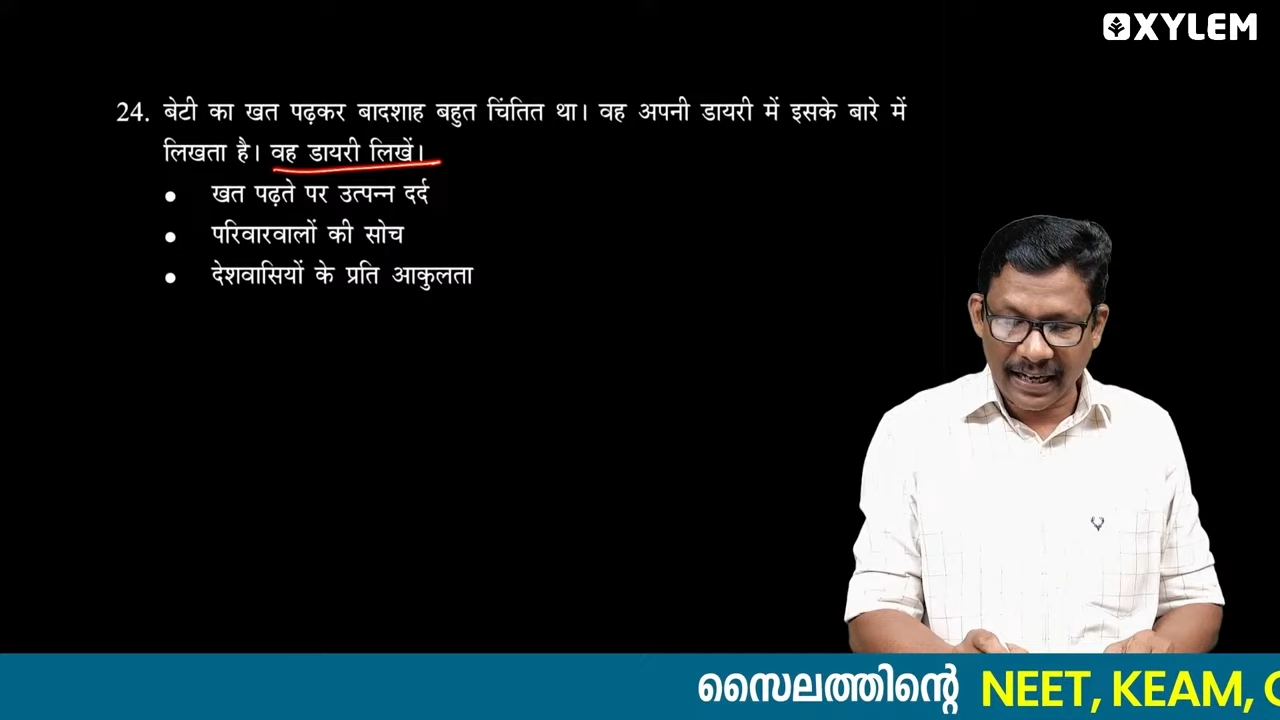 XYLEM
24. बेटी का खत पढ़कर बादशाह बहुत चिंतित था। वह अपनी डायरी में इसके बारे में
लिखता है। वह डायरी लिखें।
• खत पढ़ते पर उत्पन्न दर्द
• परिवारवालों की सोच
• देशवासियों के प्रति आकुलता
സൈലത്തിന്റെ NEET, KEAM,